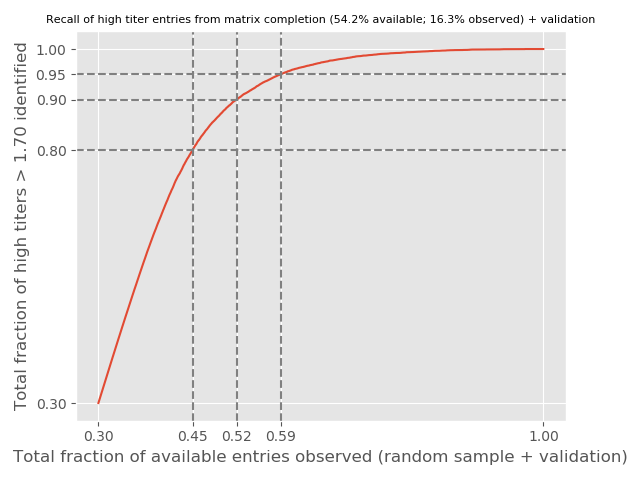 Recall of high titer entries from matrix completion (54.2% available; 16.3% observed) + validation
Total fraction of high titers > 1.70 identified
1.00
0.95
0.90
0.80
0.30
0.30 0.45 0.52 0.59 1.00
Total fraction of available entries observed (random sample + validation)